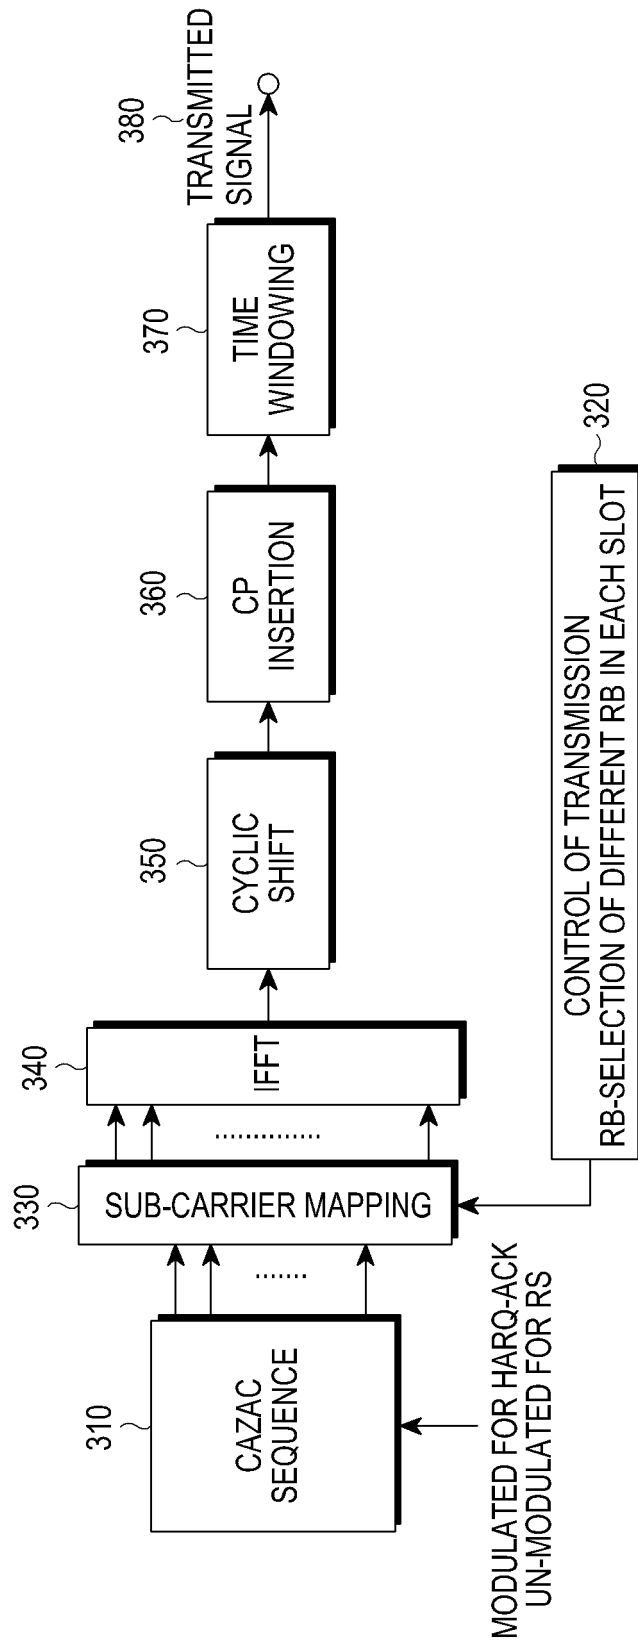 310
CAZAC
SEQUENCE
MODULATED FOR HARQ-ACK
UN-MODULATED FOR RS
330
SUB-CARRIER MAPPING
340
IFFT
350
CYCLIC
SHIFT
360
CP
INSERTION
370
TIME
WINDOWING
380
TRANSMITTED
SIGNAL
CONTROL OF TRANSMISSION
RB-SELECTION OF DIFFERENT RB IN EACH SLOT
320